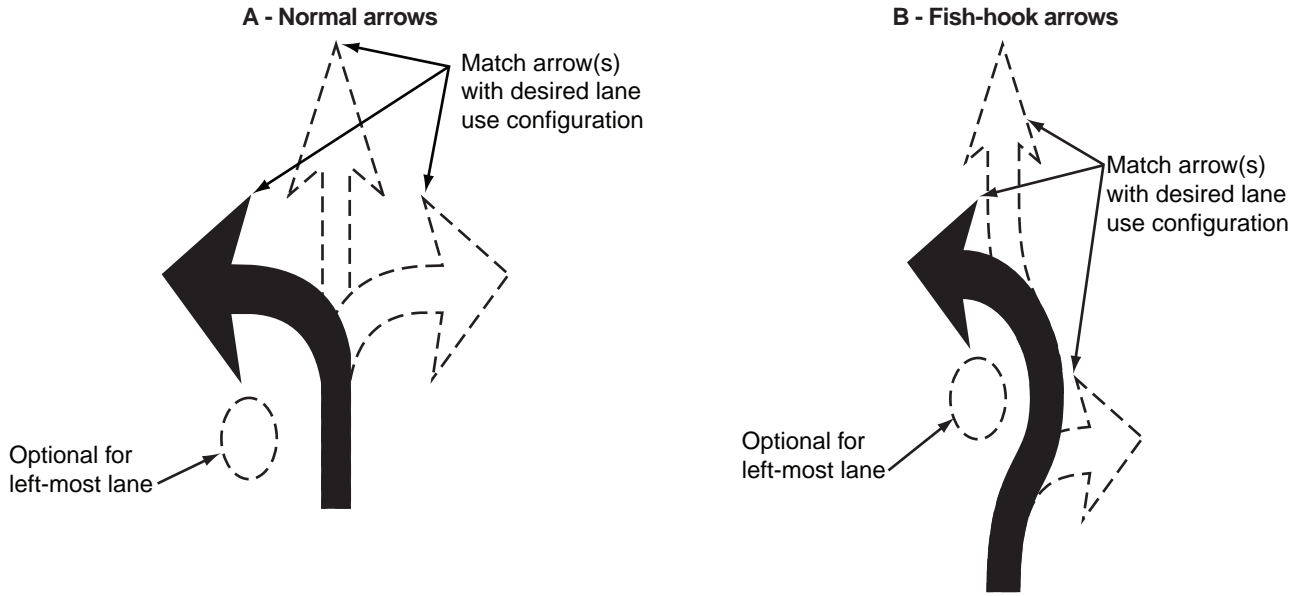 A - Normal arrows
Match arrow(s)
with desired lane
use configuration
Optional for
left-most lane
B - Fish-hook arrows
Match arrow(s)
with desired lane
use configuration
Optional for
left-most lane